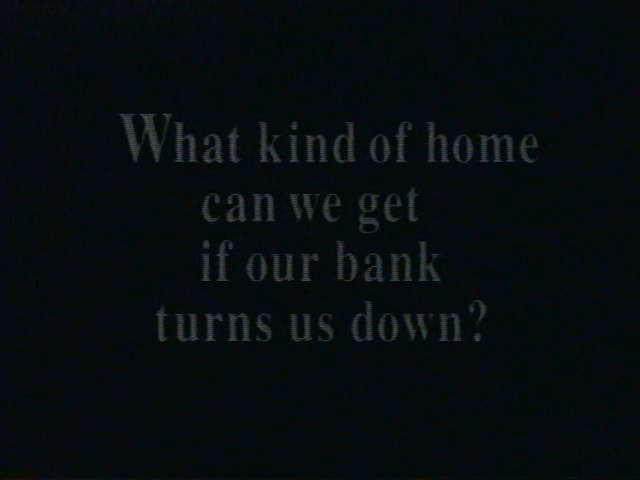 What kind of home
can we get
if our bank
turns us down?